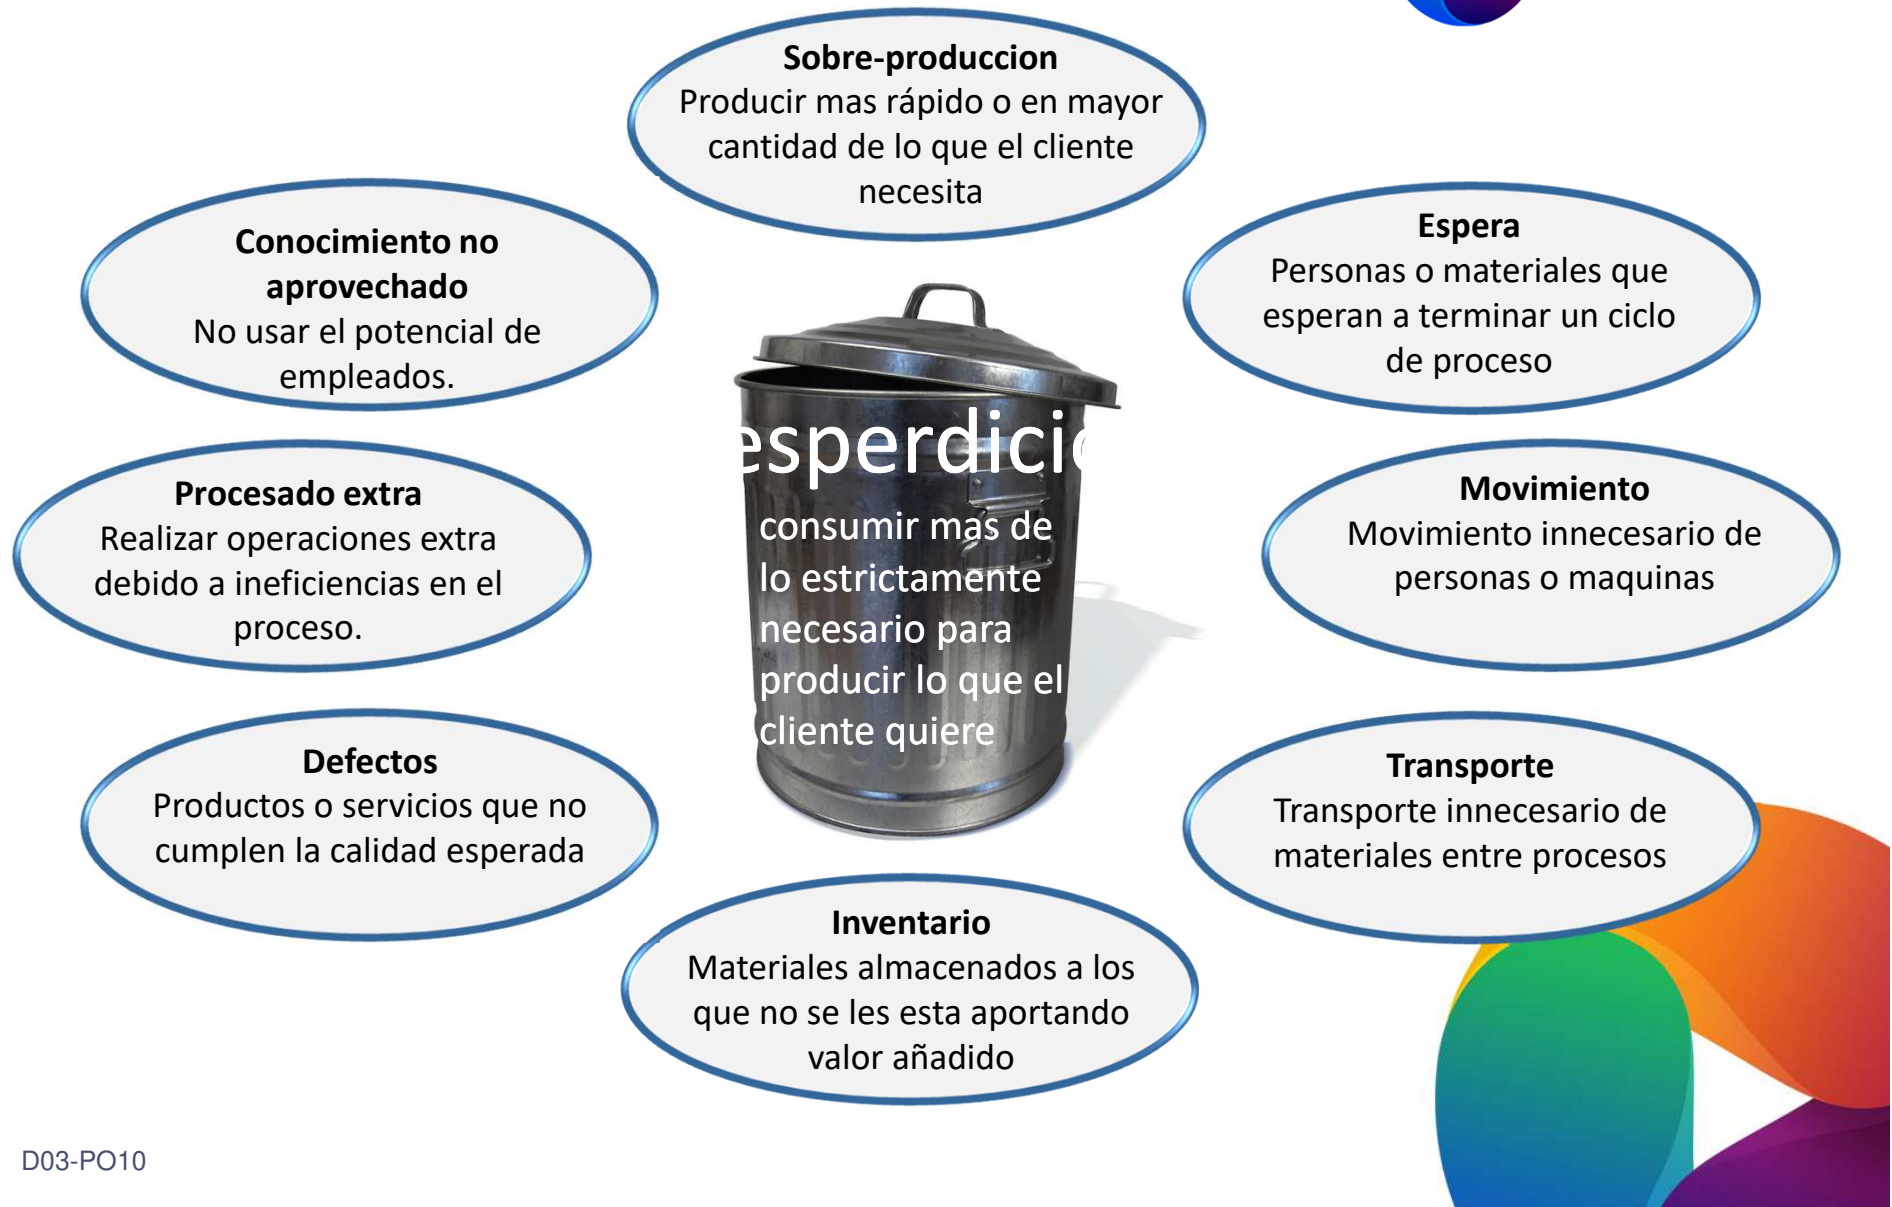 Sobre-produccion
Producir mas rápido o en mayor
cantidad de lo que el cliente
necesita
Espera
Personas o materiales que
esperan a terminar un ciclo
de proceso
Movimiento
Movimiento innecesario de
personas o maquinas
Transporte
Transporte innecesario de
materiales entre procesos
Inventario
Materiales almacenados a los
que no se les esta aportando
valor añadido
Defectos
Productos o servicios que no
cumplen la calidad esperada
Procesado extra
Realizar operaciones extra
debido a ineficiencias en el
proceso.
Conocimiento no
aprovechado
No usar el potencial de
empleados.
esperdicio
consumir mas de
lo estrictamente
necesario para
producir lo que el
cliente quiere
D03-PO10